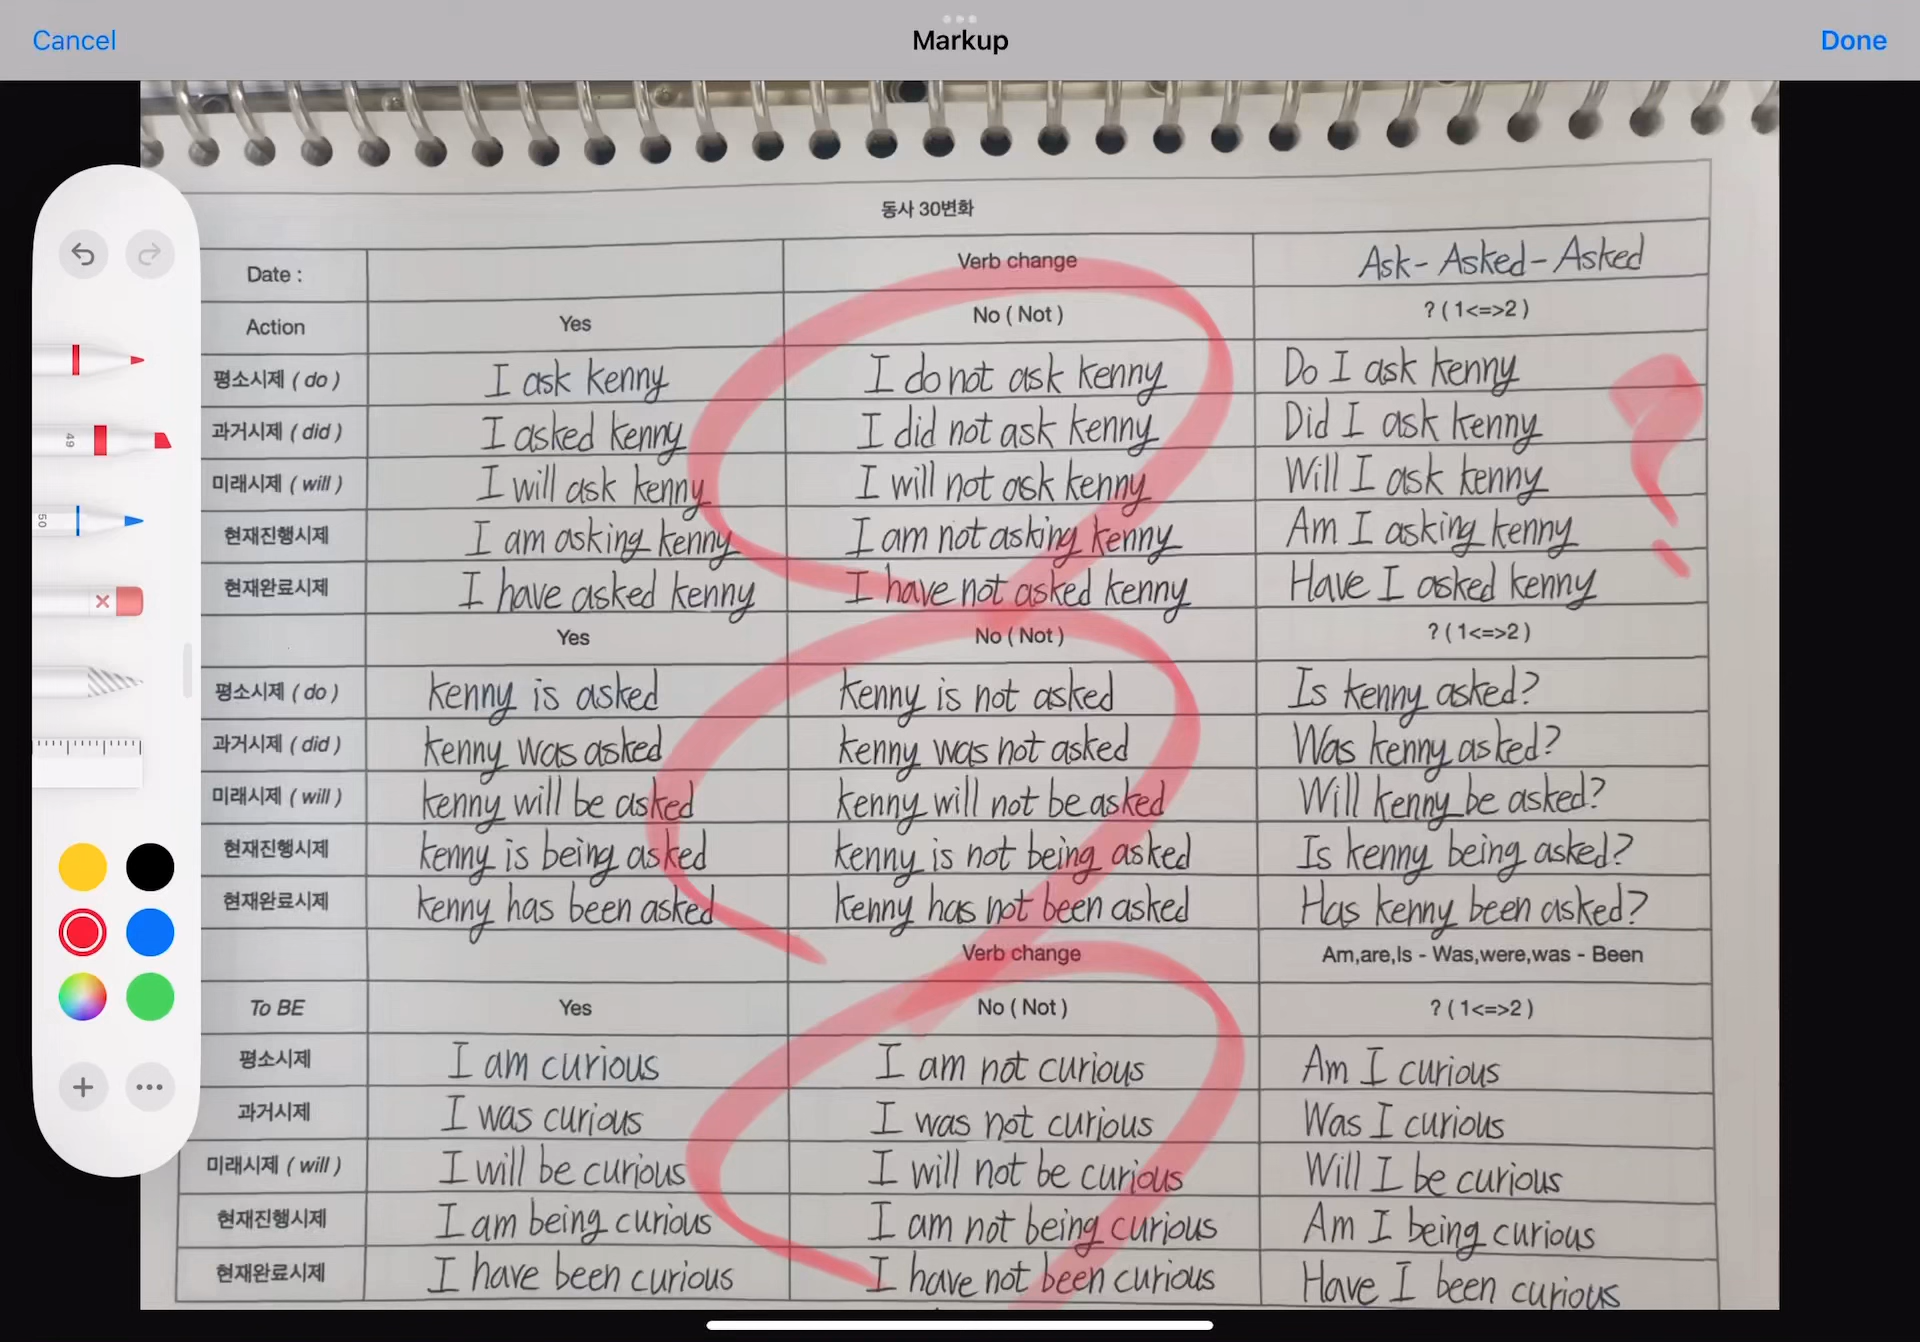 Cancel Markup Done
동사 30변화
Date : Verb change Ask - Asked - Asked
Action Yes No ( Not ) ? ( 1<=>2 )
평소시제 ( do ) I ask kenny I do not ask kenny Do I ask kenny
과거시제 ( did ) I asked kenny I did not ask kenny Did I ask kenny
미래시제 ( will ) I will ask kenny I will not ask kenny Will I ask kenny
현재진행시제 I am asking kenny I am not asking kenny Am I asking kenny
현재완료시제 I have asked kenny I have not asked kenny Have I asked kenny
?
Yes No ( Not ) ? ( 1<=>2 )
평소시제 ( do ) kenny is asked kenny is not asked Is kenny asked?
과거시제 ( did ) kenny was asked kenny was not asked Was kenny asked?
미래시제 ( will ) kenny will be asked kenny will not be asked Will kenny be asked?
현재진행시제 kenny is being asked kenny is not being asked Is kenny being asked?
현재완료시제 kenny has been asked kenny has not been asked Has kenny been asked?
Verb change Am,are,Is - Was,were,was - Been
To BE Yes No ( Not ) ? ( 1<=>2 )
평소시제 I am curious I am not curious Am I curious
과거시제 I was curious I was not curious Was I curious
미래시제 ( will ) I will be curious I will not be curious Will I be curious
현재진행시제 I am being curious I am not being curious Am I being curious
현재완료시제 I have been curious I have not been curious Have I been curious
49
50